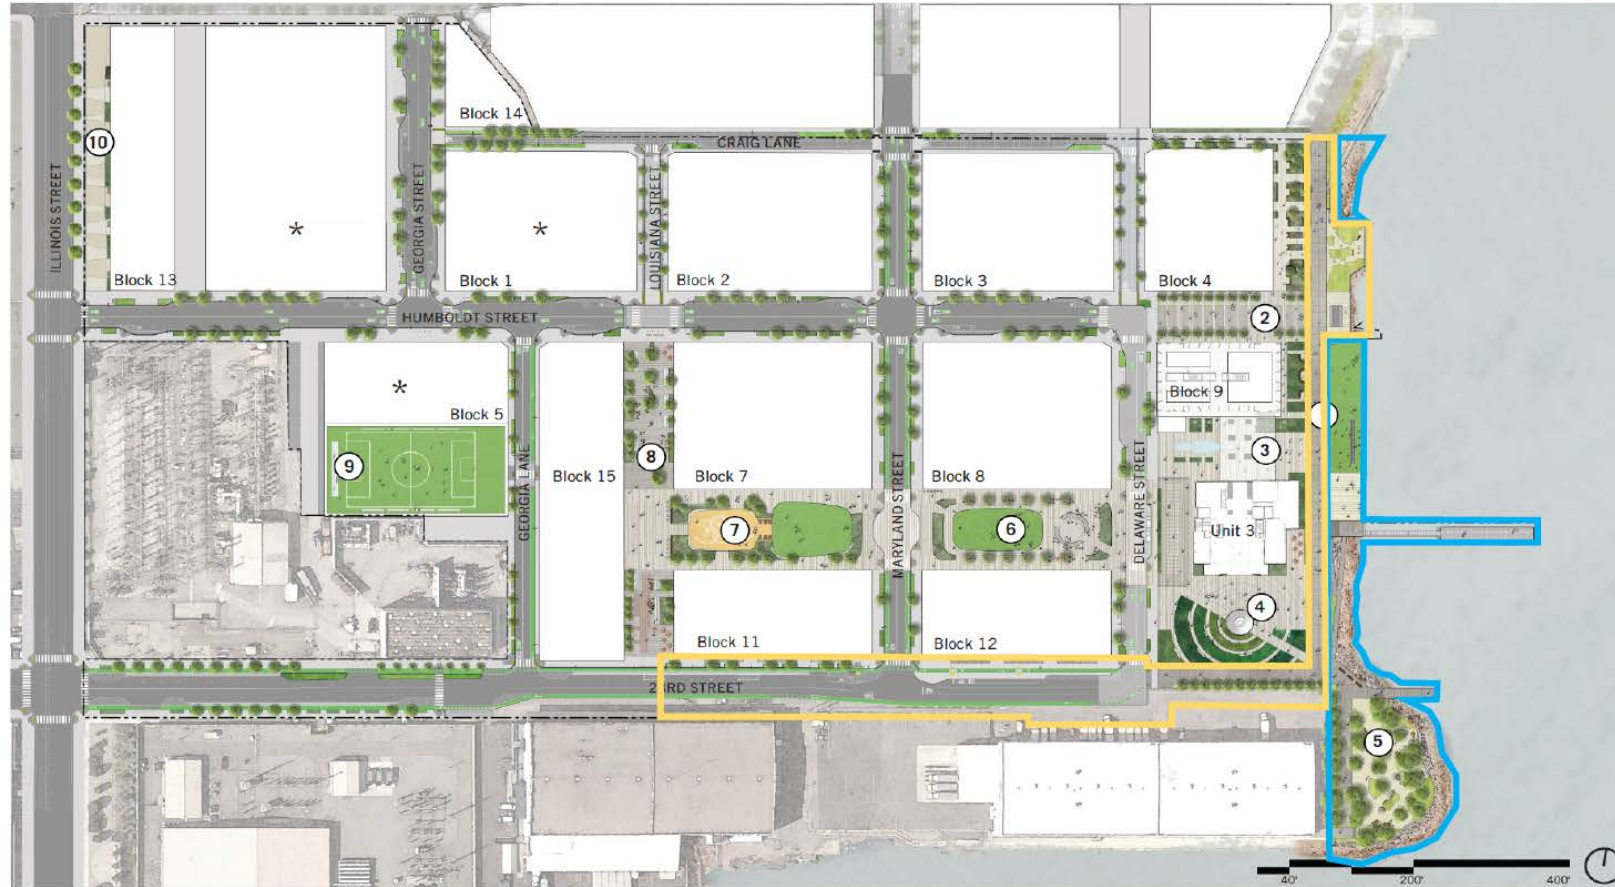 Block 14
10
CRAIG LANE
ILLINOIS STREET
GEORGIA STREET
LOUISIANA STREET
*
*
Block 13
Block 1
Block 2
Block 3
Block 4
HUMBOLDT STREET
2
*
Block 9
Block 5
9
8
3
GEORGIA LANE
Block 15
Block 7
MARYLAND STREET
Block 8
DELAWARE STREET
7
6
Unit 3
4
Block 11
Block 12
23RD STREET
5
40'
200'
400'